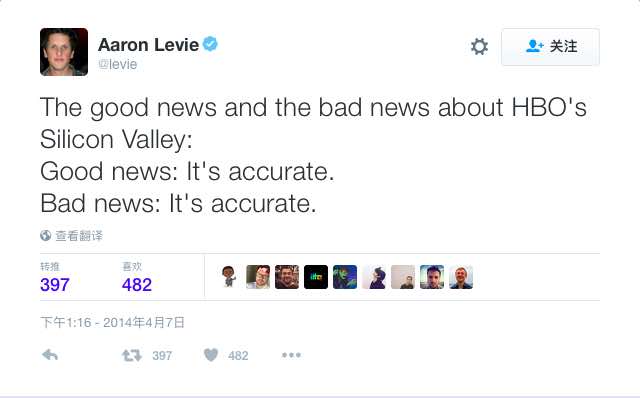 Aaron Levie
@levie
关注
The good news and the bad news about HBO's
Silicon Valley:
Good news: It's accurate.
Bad news: It's accurate.
查看翻译
转推 喜欢
397 482
下午1:16 - 2014年4月7日
397 482